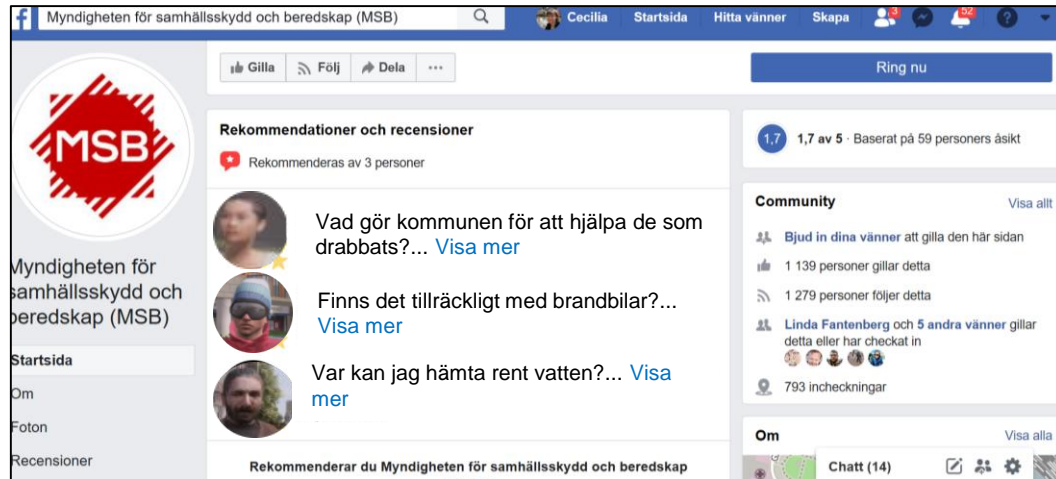 f Myndigheten för samhällsskydd och beredskap (MSB) Cecilia Startsida Hitta vänner Skapa 3 52
MSB
Myndigheten för
samhällsskydd och
beredskap (MSB)
Startsida
Om
Foton
Recensioner
Gilla Följ Dela ...
Rekommendationer och recensioner
Rekommenderas av 3 personer
Vad gör kommunen för att hjälpa de som
drabbats?... Visa mer
Finns det tillräckligt med brandbilar?...
Visa mer
Var kan jag hämta rent vatten?... Visa
mer
Rekommenderar du Myndigheten för samhällsskydd och beredskap
Ring nu
1,7 1,7 av 5 · Baserat på 59 personers åsikt
Community Visa allt
Bjud in dina vänner att gilla den här sidan
1 139 personer gillar detta
1 279 personer följer detta
Linda Fantenberg och 5 andra vänner gillar
detta eller har checkat in
793 incheckningar
Om Visa alla
Chatt (14)